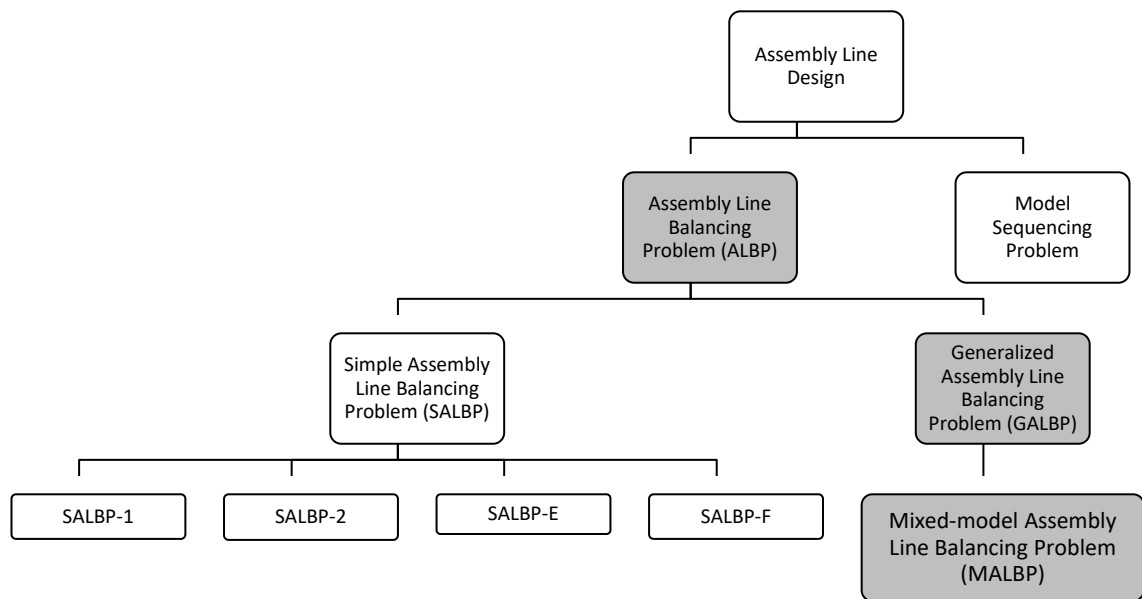 Assembly Line
Design
Assembly Line
Balancing
Problem (ALBP)
Model
Sequencing
Problem
Simple Assembly
Line Balancing
Problem (SALBP)
Generalized
Assembly Line
Balancing
Problem (GALBP)
SALBP-1
SALBP-2
SALBP-E
SALBP-F
Mixed-model Assembly
Line Balancing Problem
(MALBP)